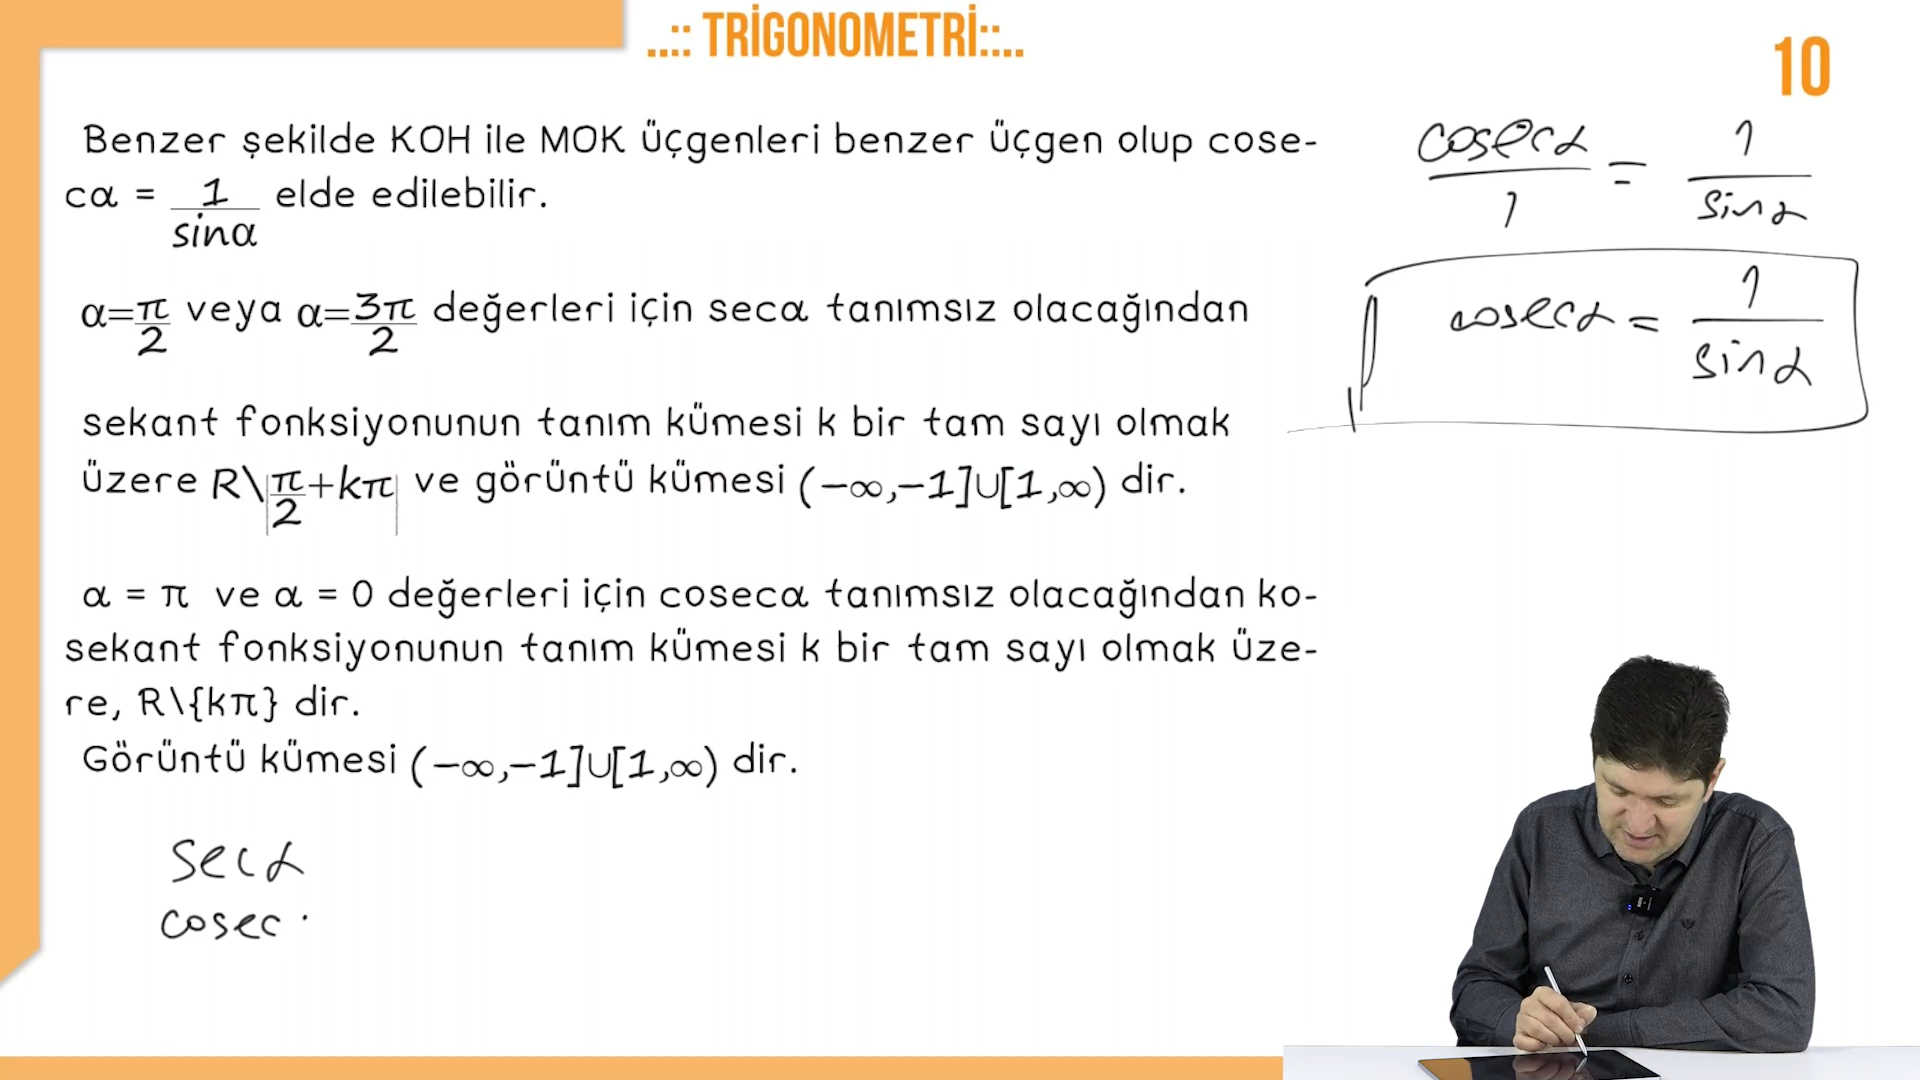 ..:: TRİGONOMETRİ::..
10
Benzer şekilde KOH ile MOK üçgenleri benzer üçgen olup cose-
cα = 1/sinα elde edilebilir.
α=π/2 veya α=3π/2 değerleri için secα tanımsız olacağından
sekant fonksiyonunun tanım kümesi k bir tam sayı olmak
üzere R\|π/2+kπ| ve görüntü kümesi (−∞,−1]∪[1,∞) dir.
α = π ve α = 0 değerleri için cosecα tanımsız olacağından ko-
sekant fonksiyonunun tanım kümesi k bir tam sayı olmak üze-
re, R\{kπ} dir.
Görüntü kümesi (−∞,−1]∪[1,∞) dir.
secα
cosec
cosecα/1 = 1/sinα
cosecα = 1/sinα